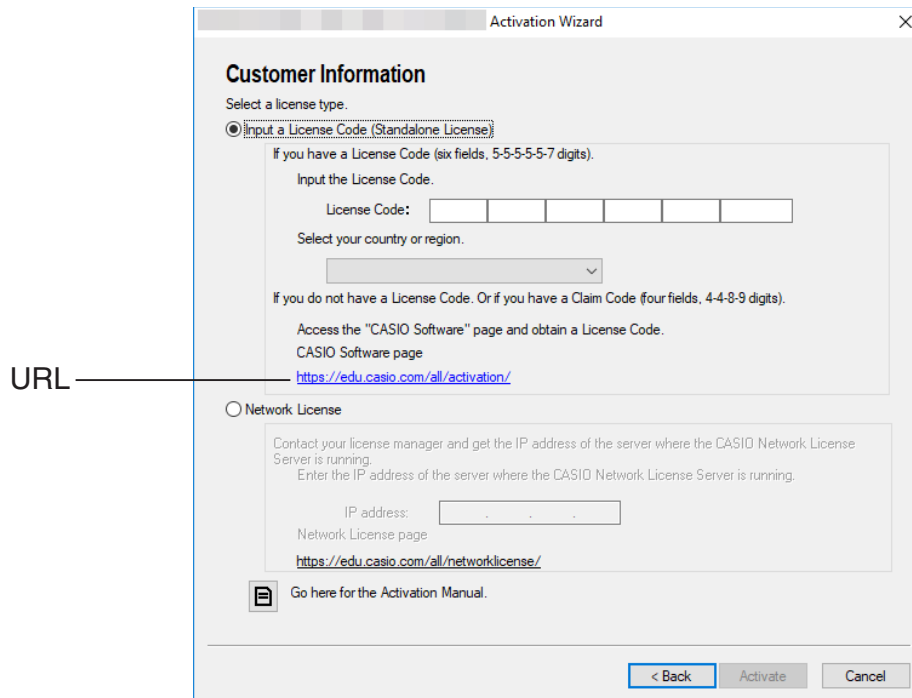 Activation Wizard
Customer Information
Select a license type.
Input a License Code (Standalone License)
If you have a License Code (six fields, 5-5-5-5-5-7 digits).
Input the License Code.
License Code:
Select your country or region.
If you do not have a License Code. Or if you have a Claim Code (four fields, 4-4-8-9 digits).
Access the "CASIO Software" page and obtain a License Code.
CASIO Software page
URL
https://edu.casio.com/all/activation/
Network License
Contact your license manager and get the IP address of the server where the CASIO Network License
Server is running.
Enter the IP address of the server where the CASIO Network License Server is running.
IP address:
Network License page
https://edu.casio.com/all/networklicense/
Go here for the Activation Manual.
< Back
Activate
Cancel